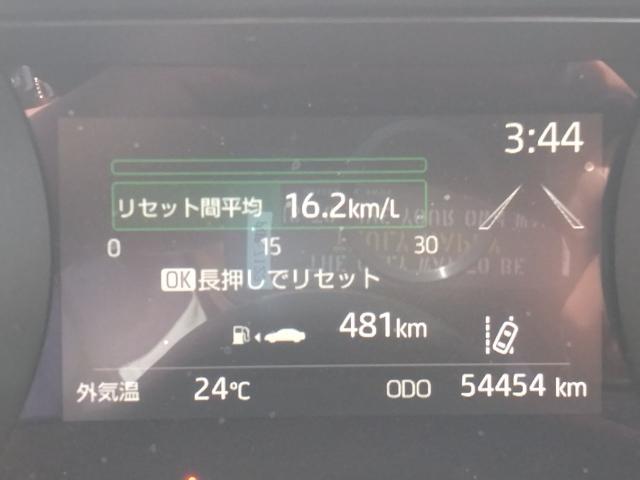 3:44
リセット間平均 16.2km/L
0 15 30
OK長押しでリセット
481km
外気温 24℃ ODO 54454 km